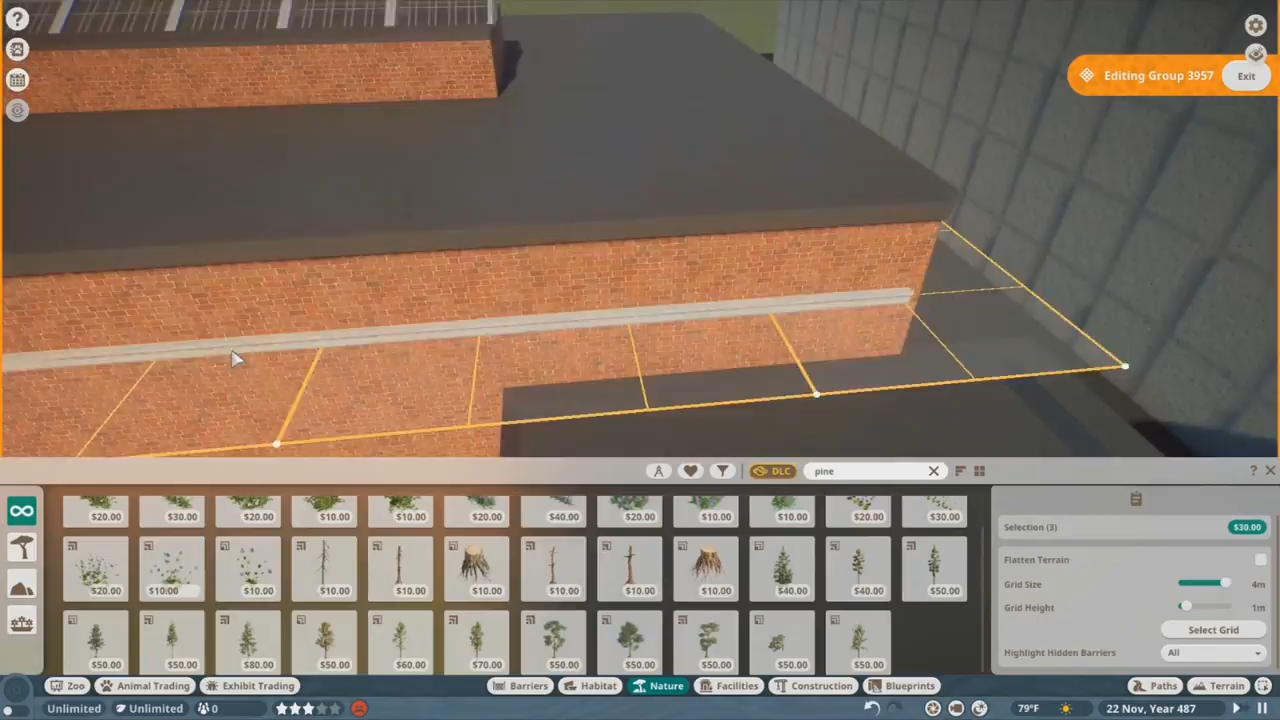 Editing Group 3957
Exit
DLC
pine
$20.00 $30.00 $20.00 $10.00 $10.00 $20.00 $40.00 $20.00 $10.00 $10.00 $20.00 $30.00
$20.00 $10.00 $10.00 $10.00 $10.00 $10.00 $10.00 $10.00 $10.00 $40.00 $40.00 $50.00
$50.00 $50.00 $80.00 $50.00 $60.00 $70.00 $50.00 $50.00 $50.00 $50.00 $50.00
Selection (3) $30.00
Flatten Terrain
Grid Size 4m
Grid Height 1m
Select Grid
Highlight Hidden Barriers All
Zoo Animal Trading Exhibit Trading Barriers Habitat Nature Facilities Construction Blueprints Paths Terrain
Unlimited Unlimited 0 79°F 22 Nov, Year 487